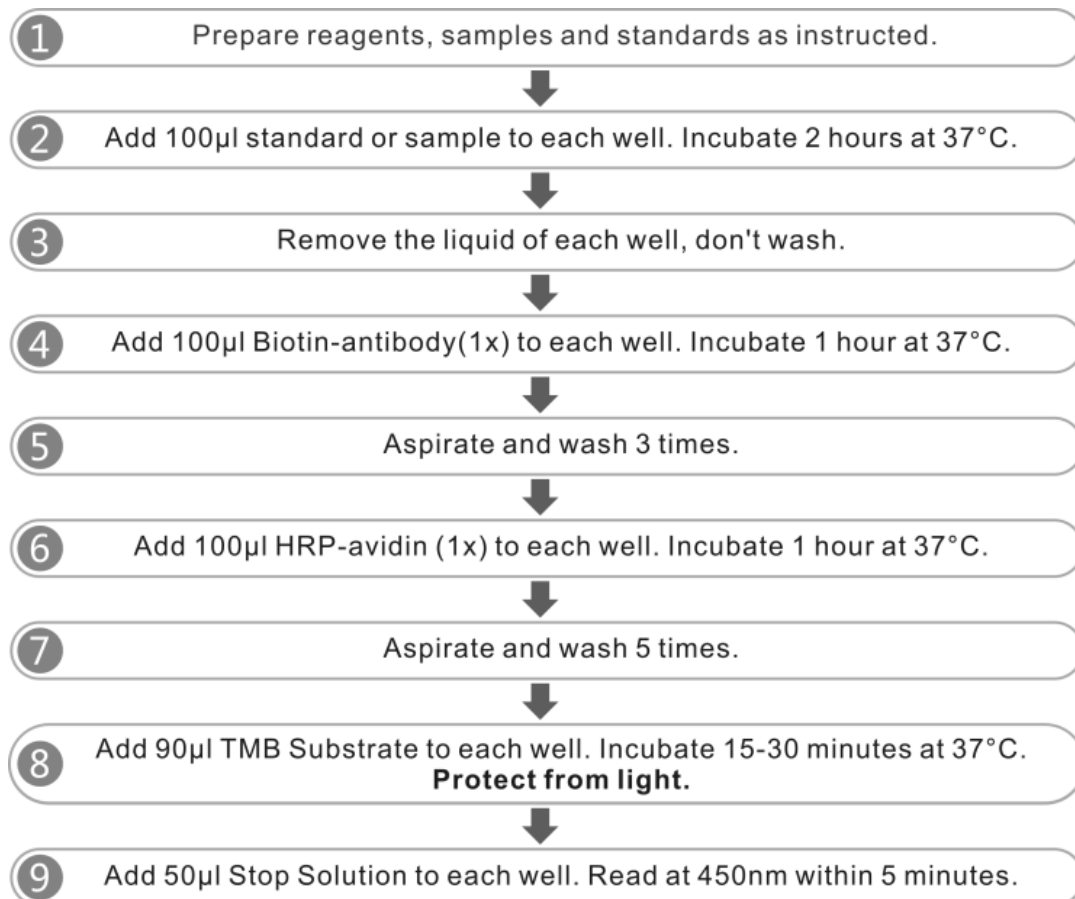 1 Prepare reagents, samples and standards as instructed.
2 Add 100μl standard or sample to each well. Incubate 2 hours at 37°C.
3 Remove the liquid of each well, don't wash.
4 Add 100μl Biotin-antibody(1x) to each well. Incubate 1 hour at 37°C.
5 Aspirate and wash 3 times.
6 Add 100μl HRP-avidin (1x) to each well. Incubate 1 hour at 37°C.
7 Aspirate and wash 5 times.
8 Add 90μl TMB Substrate to each well. Incubate 15-30 minutes at 37°C.
Protect from light.
9 Add 50μl Stop Solution to each well. Read at 450nm within 5 minutes.